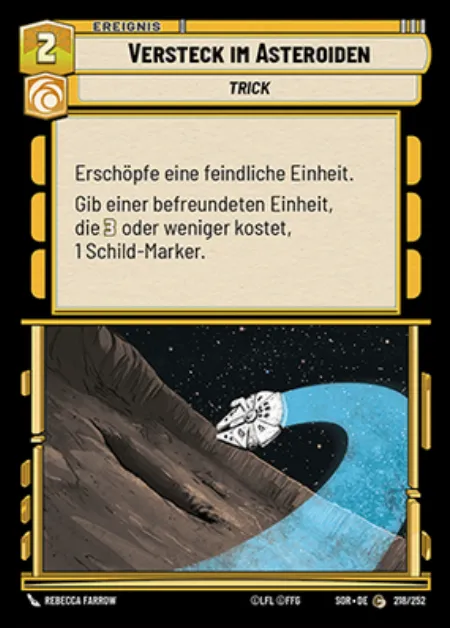 EREIGNIS
2
VERSTECK IM ASTEROIDEN
TRICK
Erschöpfe eine feindliche Einheit.
Gib einer befreundeten Einheit,
die 3 oder weniger kostet,
1 Schild-Marker.
REBECCA FARROW
©LFL ©FFG
SOR • DE C 218/252